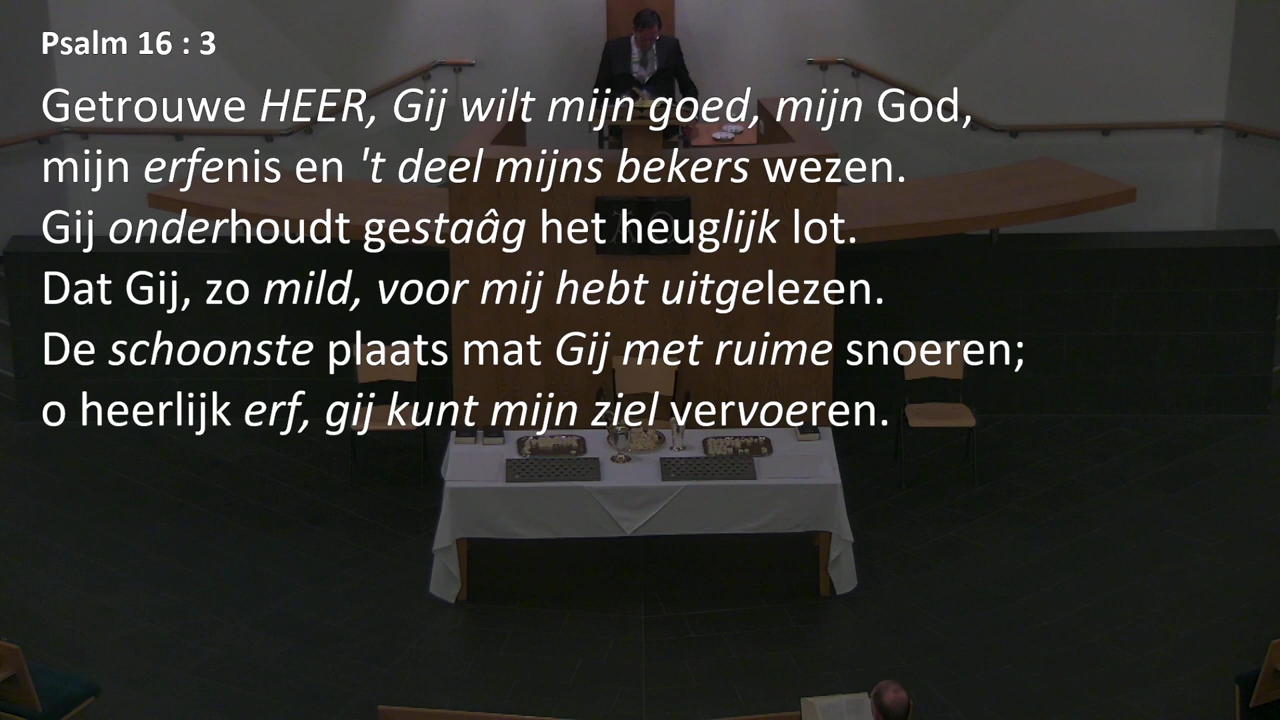 Psalm 16 : 3
Getrouwe HEER, Gij wilt mijn goed, mijn God,
mijn erfenis en 't deel mijns bekers wezen.
Gij onderhoudt gestaâg het heuglijk lot.
Dat Gij, zo mild, voor mij hebt uitgelezen.
De schoonste plaats mat Gij met ruime snoeren;
o heerlijk erf, gij kunt mijn ziel vervoeren.